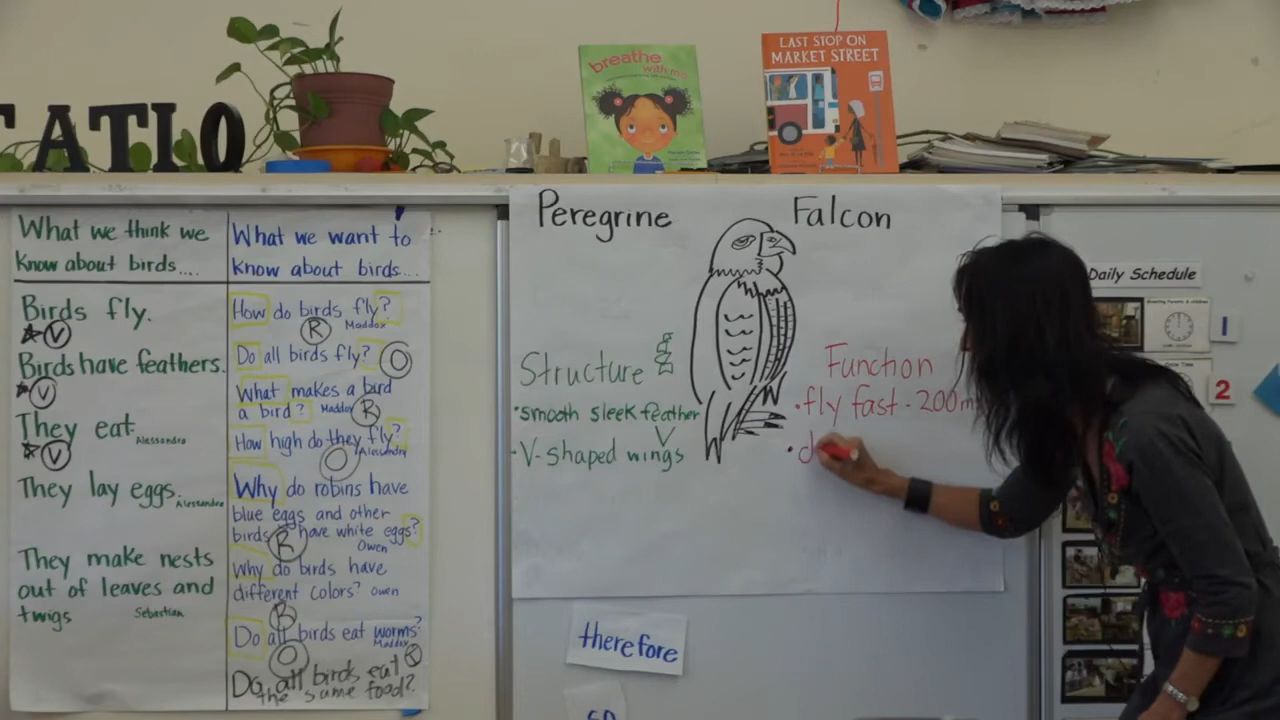 TATIO
breathe
with me
LAST STOP ON
MARKET STREET
What we think we
know about birds....
Birds fly.
V
Birds have feathers.
V
They eat.
Alessandra
V
They lay eggs.
Alessandra
They make nests
out of leaves and
twigs
Sebastian
What we want to
know about birds....
How do birds fly?
R
Maddox
Do all birds fly?
O
What makes a bird
a bird?
Maddox
R
How high do they fly?
Alessandra
O
Why do robins have
blue eggs and other
birds have white eggs?
R
Owen
Why do birds have
different colors? Owen
R
Do all birds eat worms?
Maddox
R
O
Do all birds eat
the same food?
Peregrine Falcon
Structure
• smooth sleek feather
• V-shaped wings
Function
• fly fast - 200m
• d
therefore
so
Daily Schedule
1
2